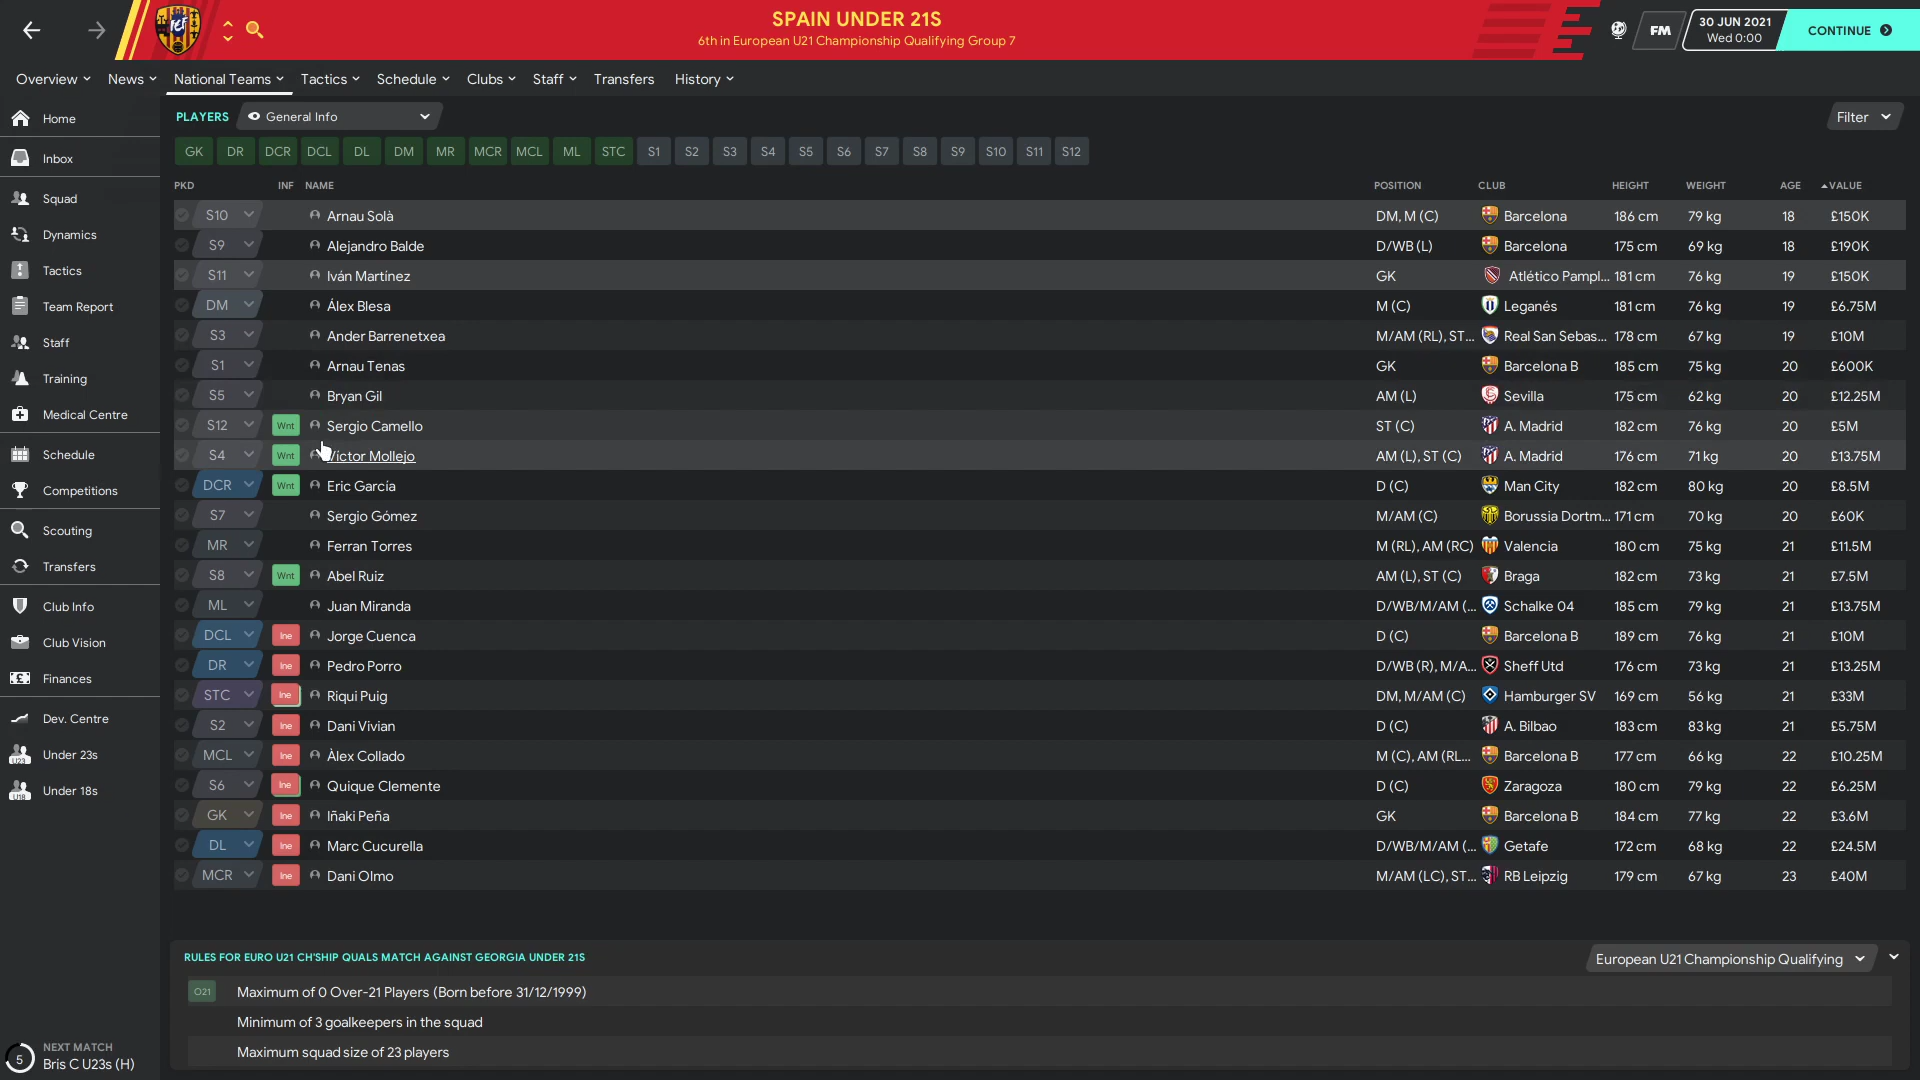 SPAIN UNDER 21S
6th in European U21 Championship Qualifying Group 7
FM
30 JUN 2021
Wed 0:00
CONTINUE
Overview News National Teams Tactics Schedule Clubs Staff Transfers History
Home
Inbox
Squad
Dynamics
Tactics
Team Report
Staff
Training
Medical Centre
Schedule
Competitions
Scouting
Transfers
Club Info
Club Vision
Finances
Dev. Centre
U23 Under 23s
U18 Under 18s
5 NEXT MATCH
Bris C U23s (H)
PLAYERS General Info Filter
GK DR DCR DCL DL DM MR MCR MCL ML STC S1 S2 S3 S4 S5 S6 S7 S8 S9 S10 S11 S12
PKD INF NAME POSITION CLUB HEIGHT WEIGHT AGE VALUE
S10 Arnau Solà DM, M (C) Barcelona 186 cm 79 kg 18 £150K
S9 Alejandro Balde D/WB (L) Barcelona 175 cm 69 kg 18 £190K
S11 Iván Martínez GK Atlético Pampl... 181 cm 76 kg 19 £150K
DM Álex Blesa M (C) Leganés 181 cm 76 kg 19 £6.75M
S3 Ander Barrenetxea M/AM (RL), ST... Real San Sebas... 178 cm 67 kg 19 £10M
S1 Arnau Tenas GK Barcelona B 185 cm 75 kg 20 £600K
S5 Bryan Gil AM (L) Sevilla 175 cm 62 kg 20 £12.25M
S12 Wnt Sergio Camello ST (C) A. Madrid 182 cm 76 kg 20 £5M
S4 Wnt Víctor Mollejo AM (L), ST (C) A. Madrid 176 cm 71 kg 20 £13.75M
DCR Wnt Eric García D (C) Man City 182 cm 80 kg 20 £8.5M
S7 Sergio Gómez M/AM (C) Borussia Dortm... 171 cm 70 kg 20 £60K
MR Ferran Torres M (RL), AM (RC) Valencia 180 cm 75 kg 21 £11.5M
S8 Wnt Abel Ruiz AM (L), ST (C) Braga 182 cm 73 kg 21 £7.5M
ML Juan Miranda D/WB/M/AM (... Schalke 04 185 cm 79 kg 21 £13.75M
DCL Ine Jorge Cuenca D (C) Barcelona B 189 cm 76 kg 21 £10M
DR Ine Pedro Porro D/WB (R), M/A... Sheff Utd 176 cm 73 kg 21 £13.25M
STC Ine Riqui Puig DM, M/AM (C) Hamburger SV 169 cm 56 kg 21 £33M
S2 Ine Dani Vivian D (C) A. Bilbao 183 cm 83 kg 21 £5.75M
MCL Ine Àlex Collado M (C), AM (RL... Barcelona B 177 cm 66 kg 22 £10.25M
S6 Ine Quique Clemente D (C) Zaragoza 180 cm 79 kg 22 £6.25M
GK Ine Iñaki Peña GK Barcelona B 184 cm 77 kg 22 £3.6M
DL Ine Marc Cucurella D/WB/M/AM (... Getafe 172 cm 68 kg 22 £24.5M
MCR Ine Dani Olmo M/AM (LC), ST... RB Leipzig 179 cm 67 kg 23 £40M
RULES FOR EURO U21 CH'SHIP QUALS MATCH AGAINST GEORGIA UNDER 21S European U21 Championship Qualifying
O21 Maximum of 0 Over-21 Players (Born before 31/12/1999)
Minimum of 3 goalkeepers in the squad
Maximum squad size of 23 players